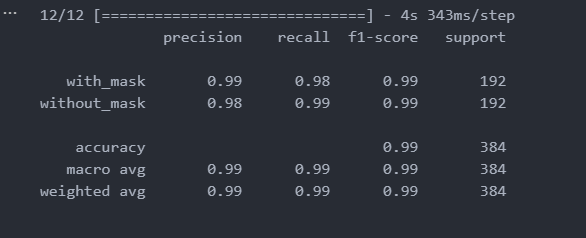 ... 12/12 [==============================] - 4s 343ms/step
precision recall f1-score support
with_mask 0.99 0.98 0.99 192
without_mask 0.98 0.99 0.99 192
accuracy 0.99 384
macro avg 0.99 0.99 0.99 384
weighted avg 0.99 0.99 0.99 384